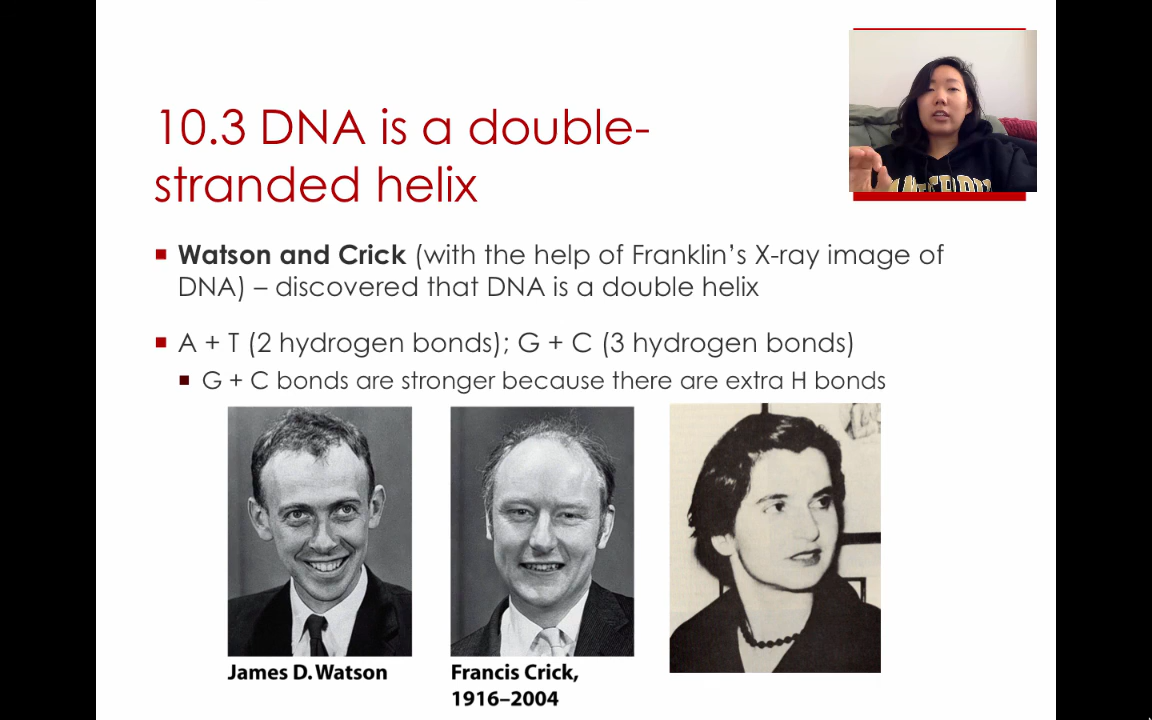 10.3 DNA is a double-
stranded helix
Watson and Crick (with the help of Franklin’s X-ray image of
DNA) – discovered that DNA is a double helix
A + T (2 hydrogen bonds); G + C (3 hydrogen bonds)
G + C bonds are stronger because there are extra H bonds
James D. Watson
Francis Crick,
1916–2004